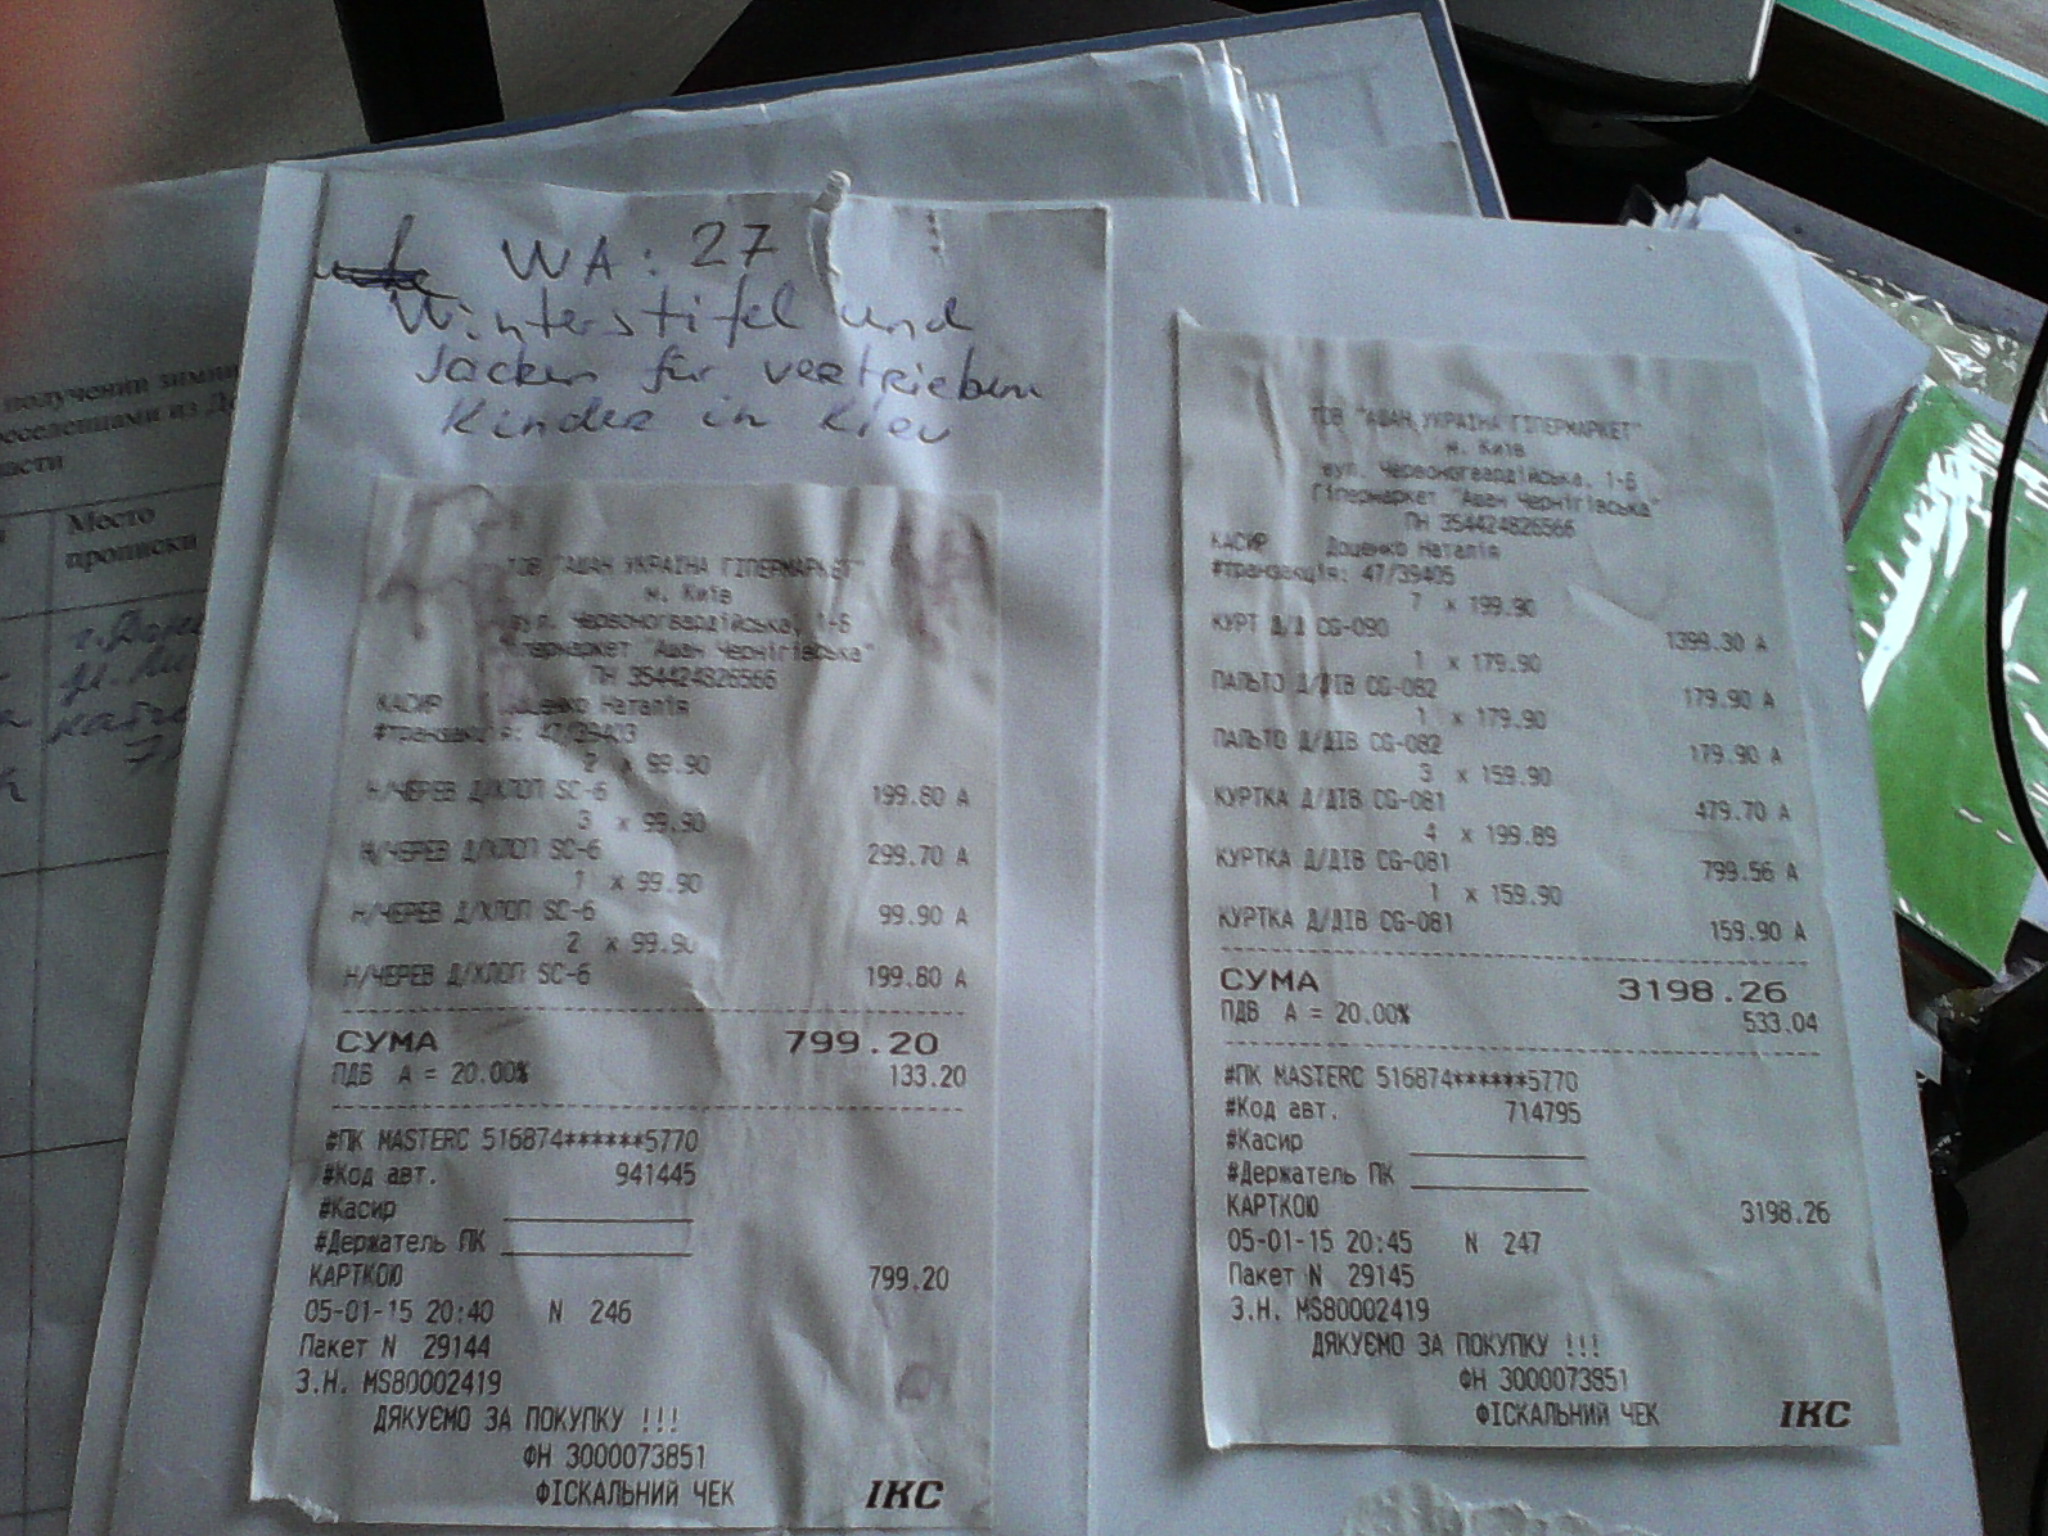 WA: 27
Winterstifel und
Jacken für vertrieben
Kinder in Kiev
получении зимни
реселенцами из До
ласти
Место
прописки
ТОВ "АШАН УКРАЇНА ГІПЕРМАРКЕТ"
м. Київ
вул. Червоногвардійська, 1-Б
Гіпермаркет "Ашан Чернігівська"
ПН 354424826566
КАСИР Доценко Наталія
#транзакція: 47/39403
2 x 99.90
Н/ЧЕРЕВ Д/ХЛОП SC-6 199.80 А
3 x 99.90
Н/ЧЕРЕВ Д/ХЛОП SC-6 299.70 А
1 x 99.90
Н/ЧЕРЕВ Д/ХЛОП SC-6 99.90 А
2 x 99.90
Н/ЧЕРЕВ Д/ХЛОП SC-6 199.80 А
СУМА 799.20
ПДВ А = 20.00% 133.20
#ПК MASTERC 516874******5770
#Код авт. 941445
#Касир
#Держатель ПК
КАРТКОЮ 799.20
05-01-15 20:40 N 246
Пакет N 29144
З.Н. MS80002419
ДЯКУЄМО ЗА ПОКУПКУ !!!
ФН 3000073851
ФІСКАЛЬНИЙ ЧЕК ІКС
ТОВ "АШАН УКРАЇНА ГІПЕРМАРКЕТ"
м. Київ
вул. Червоногвардійська, 1-Б
Гіпермаркет "Ашан Чернігівська"
ПН 354424826566
КАСИР Доценко Наталія
#транзакція: 47/39405
7 x 199.90
КУРТ Д/Д CG-090 1399.30 А
1 x 179.90
ПАЛЬТО Д/ДІВ CG-082 179.90 А
1 x 179.90
ПАЛЬТО Д/ДІВ CG-082 179.90 А
3 x 159.90
КУРТКА Д/ДІВ CG-081 479.70 А
4 x 199.89
КУРТКА Д/ДІВ CG-081 799.56 А
1 x 159.90
КУРТКА Д/ДІВ CG-081 159.90 А
СУМА 3198.26
ПДВ А = 20.00% 533.04
#ПК MASTERC 516874******5770
#Код авт. 714795
#Касир
#Держатель ПК
КАРТКОЮ 3198.26
05-01-15 20:45 N 247
Пакет N 29145
З.Н. MS80002419
ДЯКУЄМО ЗА ПОКУПКУ !!!
ФН 3000073851
ФІСКАЛЬНИЙ ЧЕК ІКС